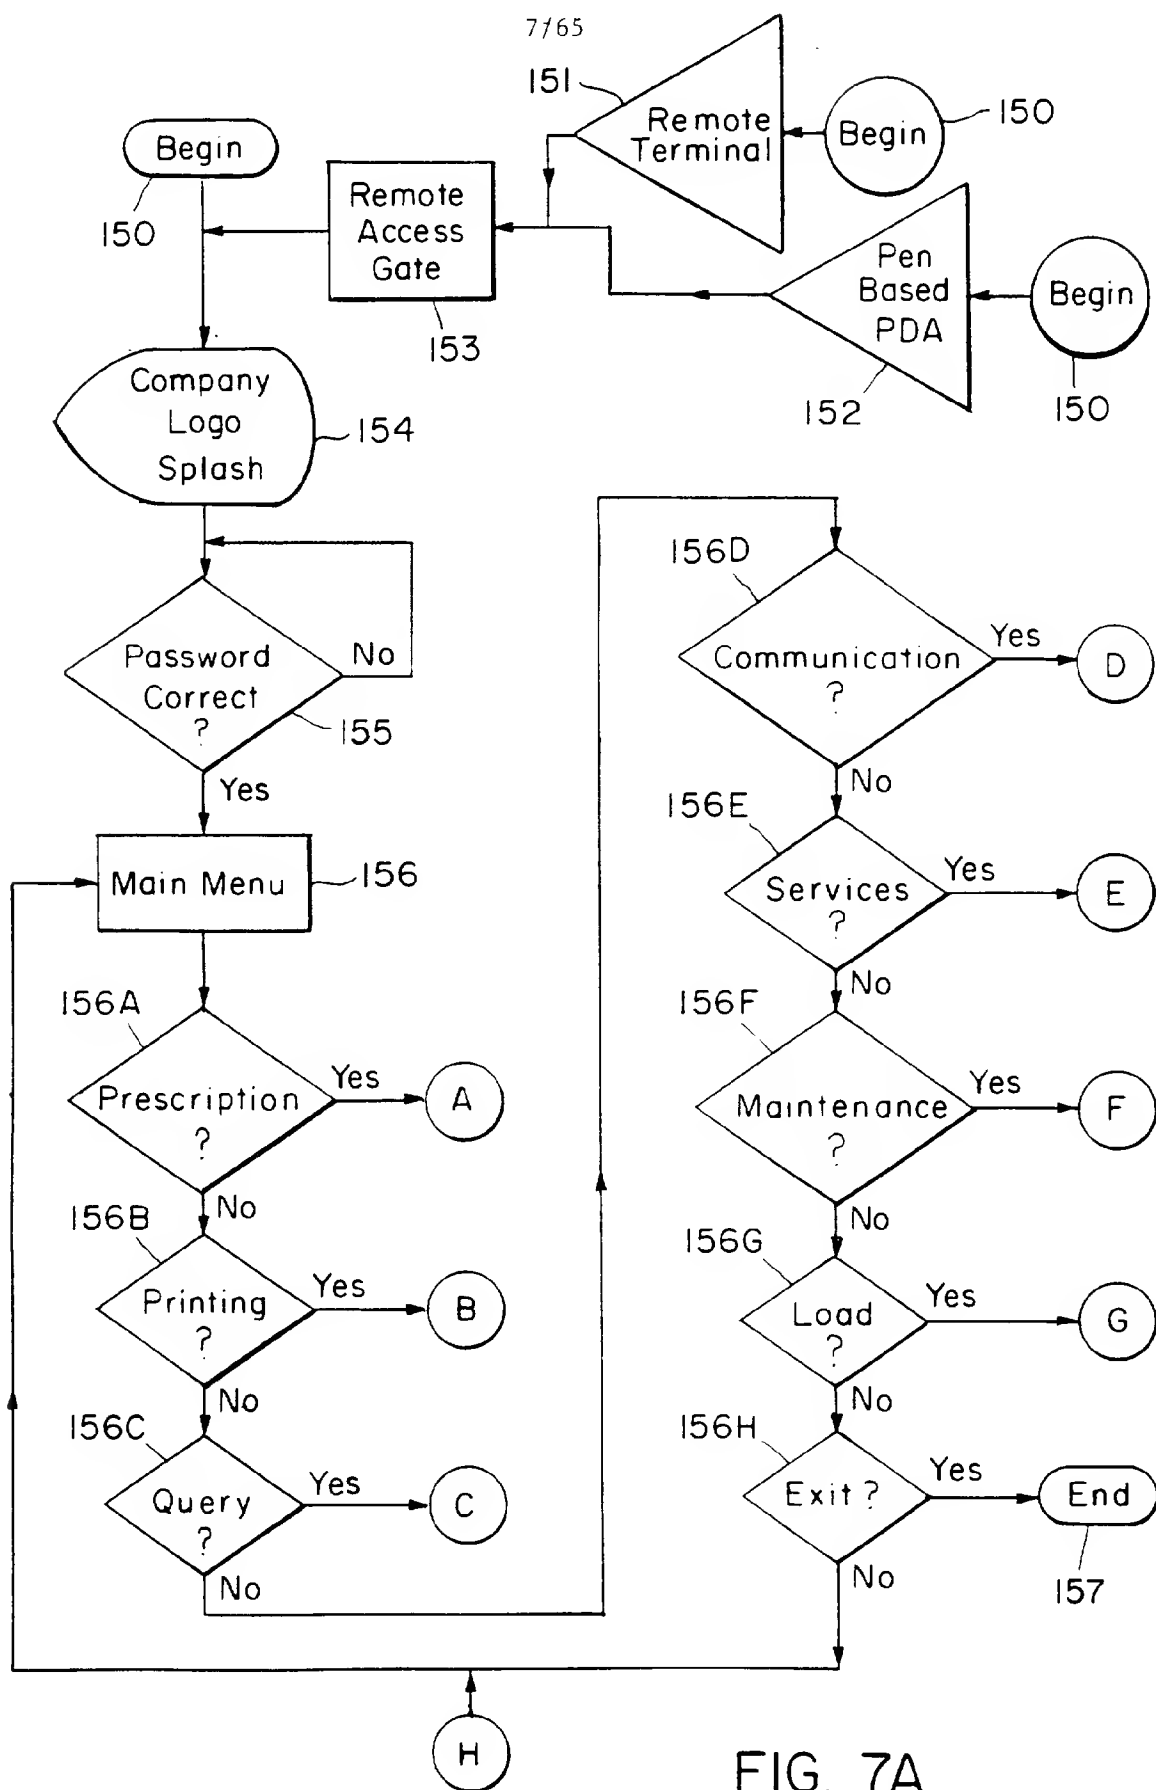 7/65
151
Remote
Terminal
Begin
150
Begin
150
Remote
Access
Gate
153
Pen
Based
PDA
152
Begin
150
Company
Logo
Splash
154
Password
Correct
?
No
155
Yes
Main Menu
156
156A
Prescription
?
Yes
A
No
156B
Printing
?
Yes
B
No
156C
Query
?
Yes
C
No
156D
Communication
?
Yes
D
No
156E
Services
?
Yes
E
No
156F
Maintenance
?
Yes
F
No
156G
Load
?
Yes
G
No
156H
Exit ?
Yes
End
157
No
H
FIG. 7A